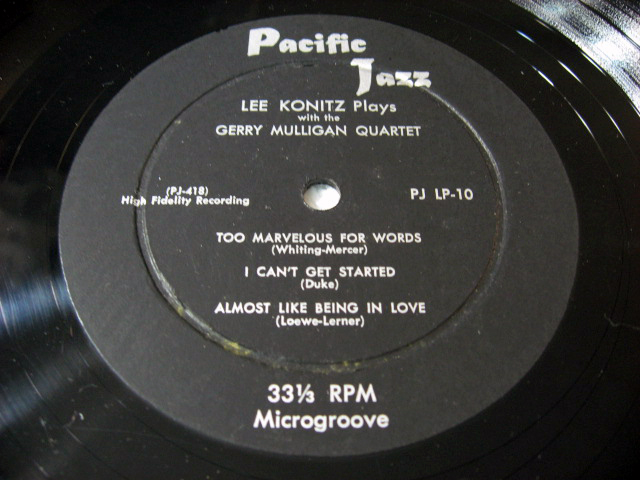 Pacific
Jazz
LEE KONITZ Plays
with the
GERRY MULLIGAN QUARTET
(PJ-418)
High Fidelity Recording
PJ LP-10
TOO MARVELOUS FOR WORDS
(Whiting-Mercer)
I CAN'T GET STARTED
(Duke)
ALMOST LIKE BEING IN LOVE
(Loewe-Lerner)
33⅓ RPM
Microgroove